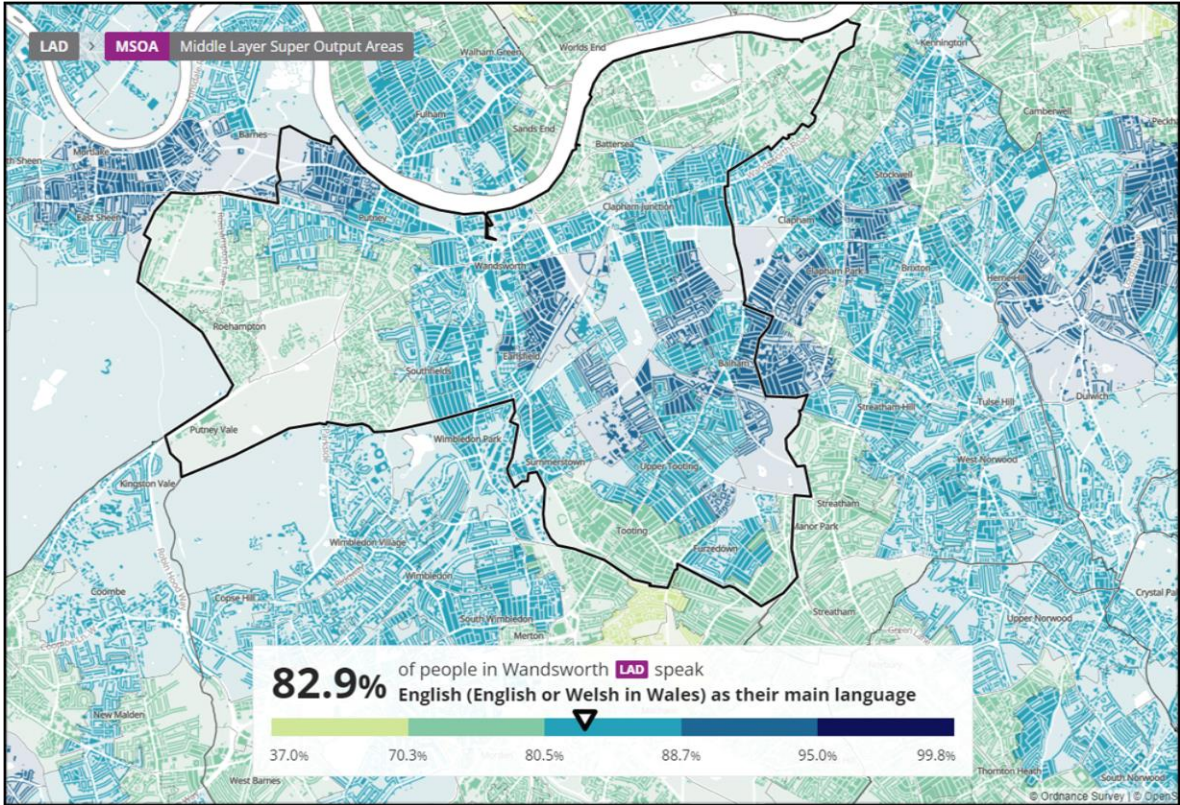 LAD › MSOA Middle Layer Super Output Areas
Walham Green
Worlds End
Kennington
Camberwell
Fulham
Sands End
Barnes
Mortlake
Battersea
Stockwell
East Sheen
Putney
Clapham Junction
Clapham
Wandsworth
Clapham Park
Brixton
Herne Hill
Roehampton
Earlsfield
Southfields
Balham
Streatham Hill
Tulse Hill
Dulwich
Putney Vale
Wimbledon Park
Summerstown
Upper Tooting
West Norwood
Kingston Vale
Streatham
Tooting
Manor Park
Furzedown
Wimbledon Village
Robin Hood Way
Wimbledon
Coombe
Copse Hill
South Wimbledon
Streatham
Upper Norwood
Crystal Pal
Merton
82.9% of people in Wandsworth LAD speak
English (English or Welsh in Wales) as their main language
37.0% 70.3% 80.5% 88.7% 95.0% 99.8%
New Malden
West Barnes
Thornton Heath
South Norwood
© Ordnance Survey | © OpenS